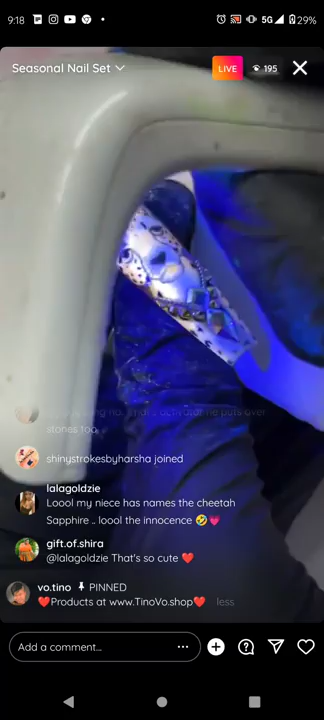 9:18
5G 29%
Seasonal Nail Set
LIVE 195
stones too
shinystrokesbyharsha joined
lalagoldzie
Loool my niece has names the cheetah
Sapphire .. loool the innocence 🤣💗
gift.of.shira
@lalagoldzie That's so cute ❤️
vo.tino 📌 PINNED
❤️Products at www.TinoVo.shop❤️ less
Add a comment...